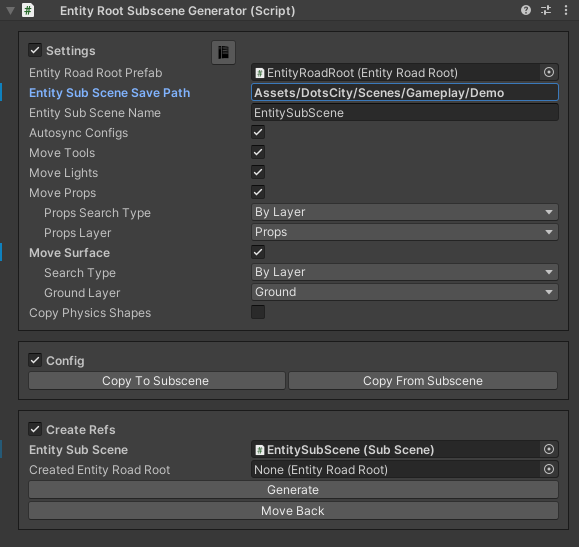 Entity Root Subscene Generator (Script)
Settings
Entity Road Root Prefab EntityRoadRoot (Entity Road Root)
Entity Sub Scene Save Path Assets/DotsCity/Scenes/Gameplay/Demo
Entity Sub Scene Name EntitySubScene
Autosync Configs
Move Tools
Move Lights
Move Props
Props Search Type By Layer
Props Layer Props
Move Surface
Search Type By Layer
Ground Layer Ground
Copy Physics Shapes
Config
Copy To Subscene Copy From Subscene
Create Refs
Entity Sub Scene EntitySubScene (Sub Scene)
Created Entity Road Root None (Entity Road Root)
Generate
Move Back